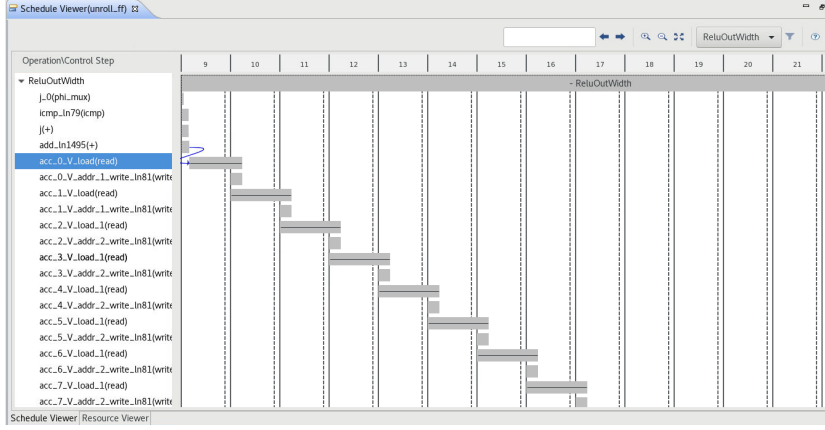 Schedule Viewer(unroll_ff)
ReluOutWidth
Operation\Control Step 9 10 11 12 13 14 15 16 17 18 19 20 21
ReluOutWidth - ReluOutWidth
j_0(phi_mux)
icmp_ln79(icmp)
j(+)
add_ln1495(+)
acc_0_V_load(read)
acc_0_V_addr_1_write_ln81(write
acc_1_V_load(read)
acc_1_V_addr_1_write_ln81(write
acc_2_V_load_1(read)
acc_2_V_addr_2_write_ln81(write
acc_3_V_load_1(read)
acc_3_V_addr_2_write_ln81(write
acc_4_V_load_1(read)
acc_4_V_addr_2_write_ln81(write
acc_5_V_load_1(read)
acc_5_V_addr_2_write_ln81(write
acc_6_V_load_1(read)
acc_6_V_addr_2_write_ln81(write
acc_7_V_load_1(read)
acc_7_V_addr_2_write_ln81(write
Schedule Viewer Resource Viewer